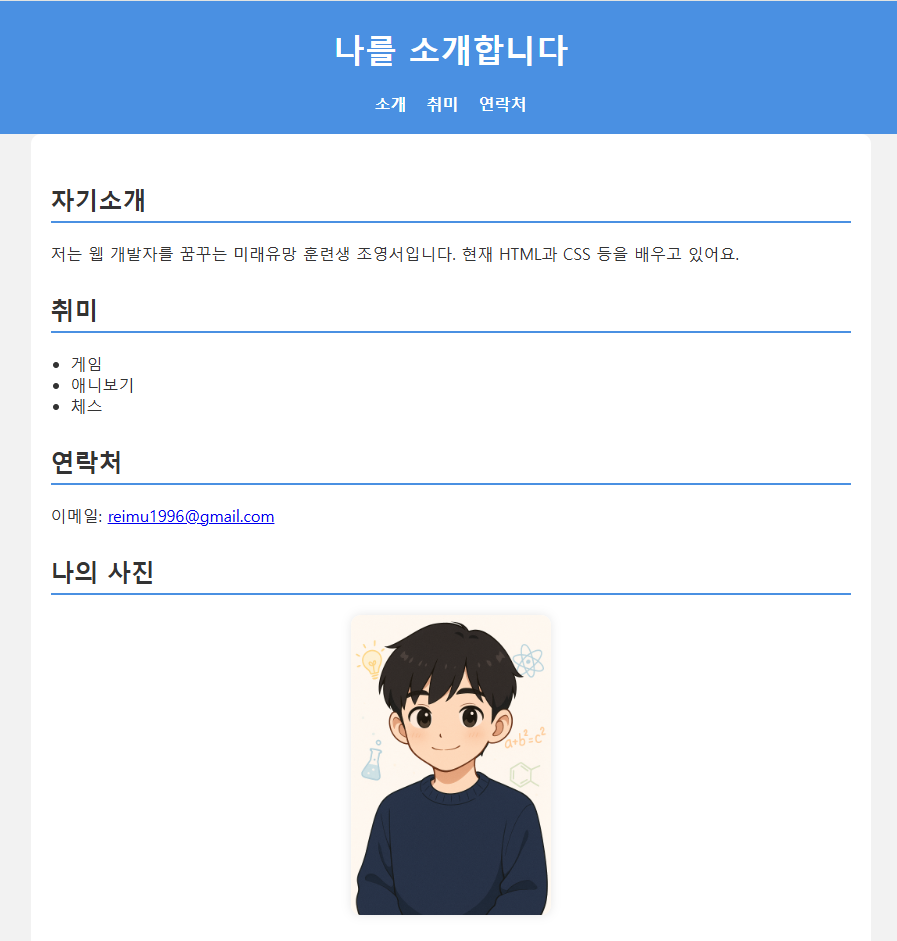 나를 소개합니다
소개 취미 연락처
자기소개
저는 웹 개발자를 꿈꾸는 미래유망 훈련생 조영서입니다. 현재 HTML과 CSS 등을 배우고 있어요.
취미
게임
애니보기
체스
연락처
이메일: reimu1996@gmail.com
나의 사진
a+b²=c²